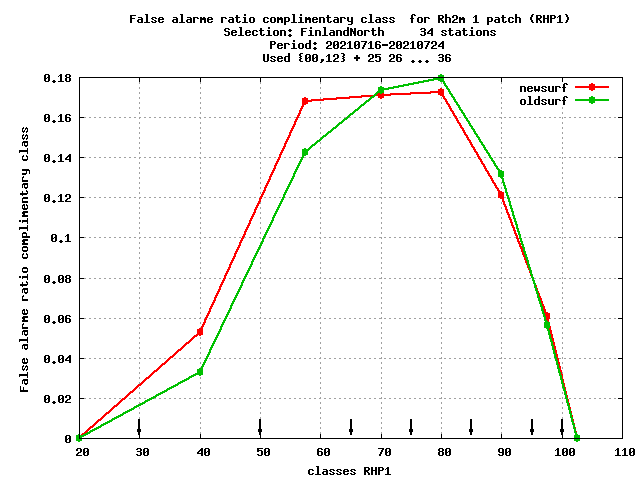 False alarme ratio complimentary class  for Rh2m 1 patch (RHP1)
Selection: FinlandNorth     34 stations
Period: 20210716-20210724
Used {00,12} + 25 26 ... 36
newsurf
oldsurf
False alarme ratio complimentary class
0.18
0.16
0.14
0.12
0.1
0.08
0.06
0.04
0.02
0
20 30 40 50 60 70 80 90 100 110
classes RHP1